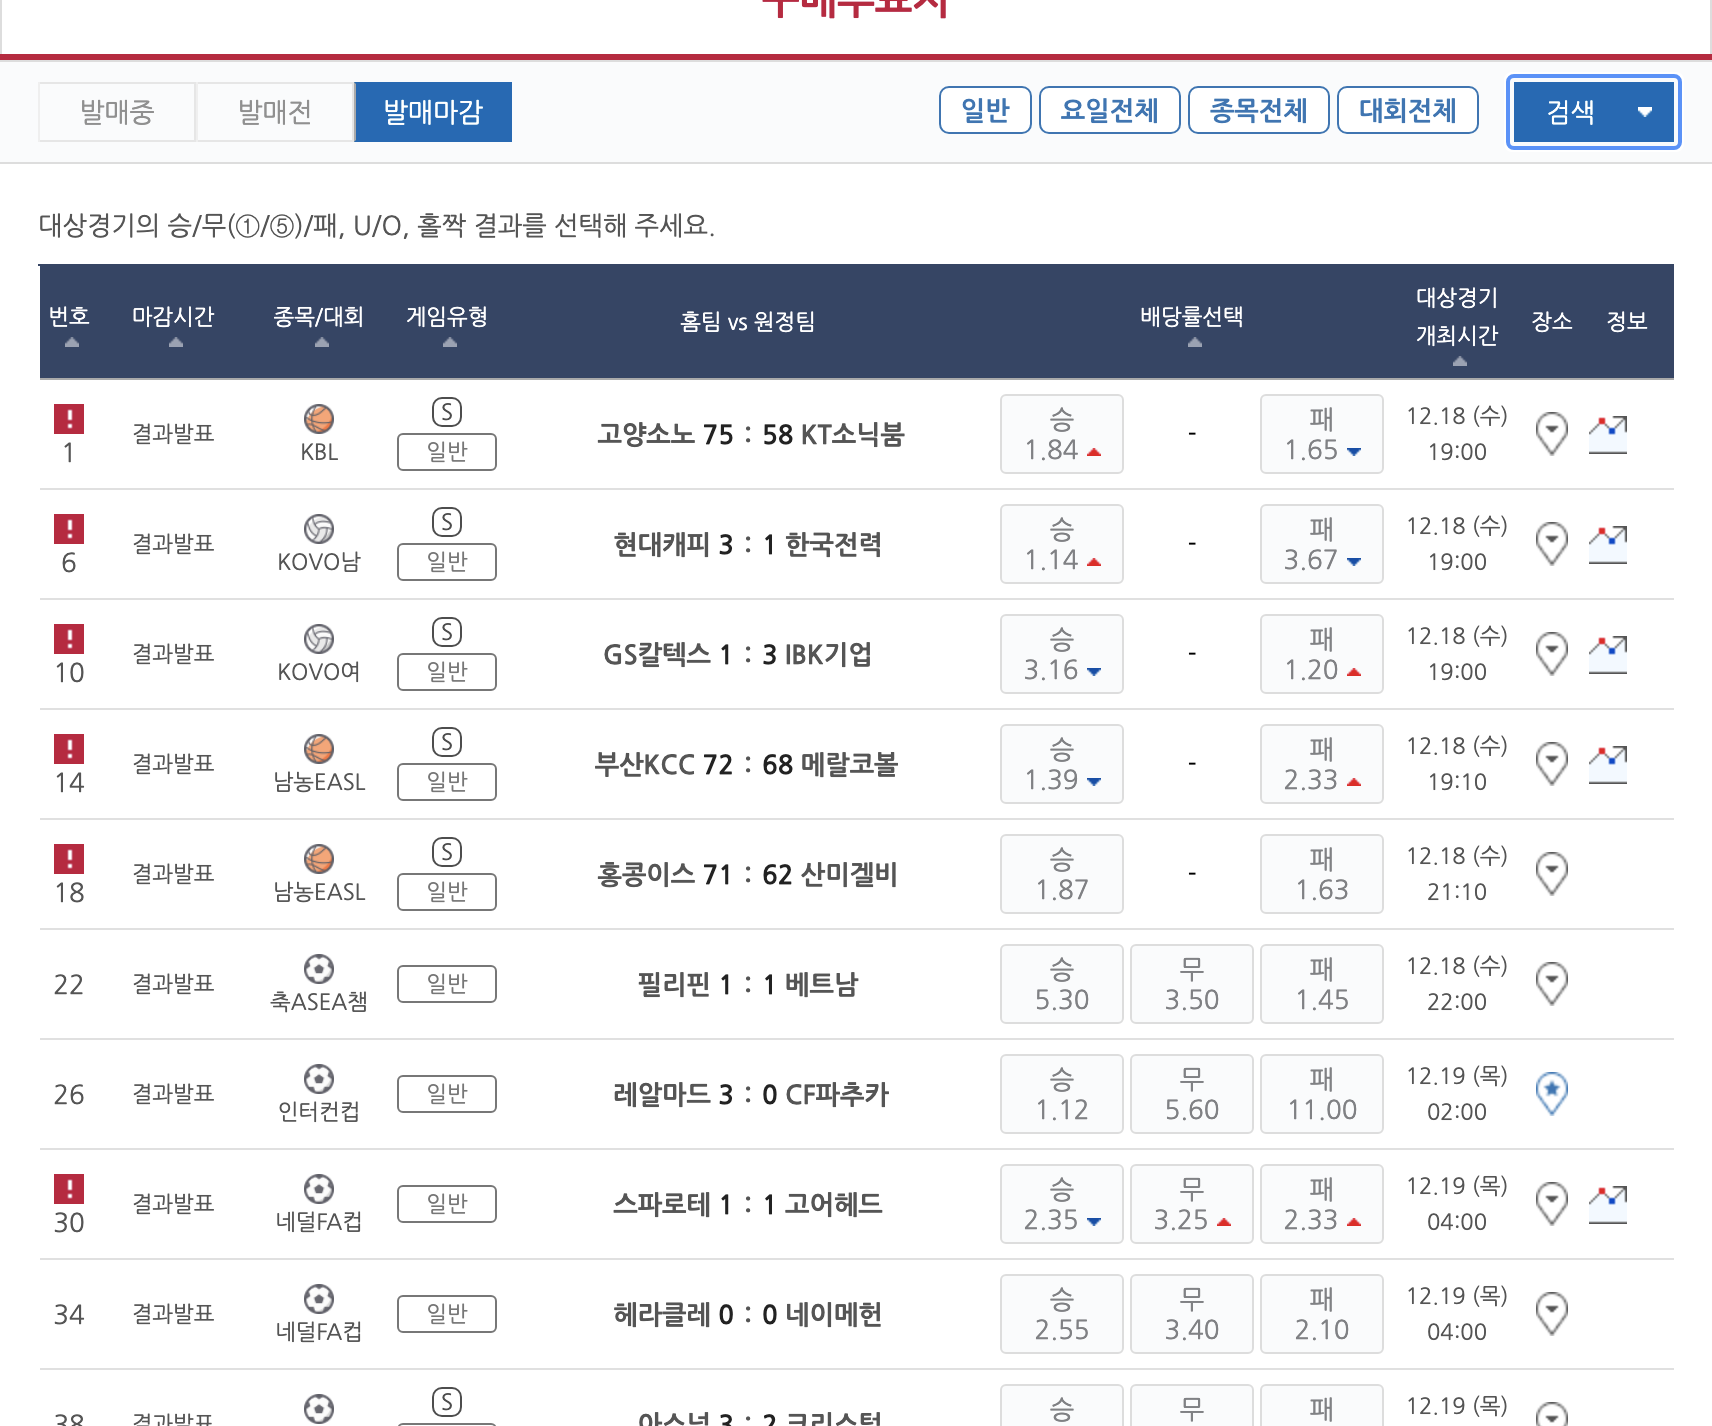 구매투표지
발매중 발매전 발매마감 일반 요일전체 종목전체 대회전체 검색
대상경기의 승/무(①/⑤)/패, U/O, 홀짝 결과를 선택해 주세요.
번호 마감시간 종목/대회 게임유형 홈팀 vs 원정팀 배당률선택 대상경기 개최시간 장소 정보
1 결과발표 KBL S 일반 고양소노 75 : 58 KT소닉붐 승 1.84 - 패 1.65 12.18 (수) 19:00
6 결과발표 KOVO남 S 일반 현대캐피 3 : 1 한국전력 승 1.14 - 패 3.67 12.18 (수) 19:00
10 결과발표 KOVO여 S 일반 GS칼텍스 1 : 3 IBK기업 승 3.16 - 패 1.20 12.18 (수) 19:00
14 결과발표 남농EASL S 일반 부산KCC 72 : 68 메랄코볼 승 1.39 - 패 2.33 12.18 (수) 19:10
18 결과발표 남농EASL S 일반 홍콩이스 71 : 62 산미겔비 승 1.87 - 패 1.63 12.18 (수) 21:10
22 결과발표 축ASEA챔 일반 필리핀 1 : 1 베트남 승 5.30 무 3.50 패 1.45 12.18 (수) 22:00
26 결과발표 인터컨컵 일반 레알마드 3 : 0 CF파추카 승 1.12 무 5.60 패 11.00 12.19 (목) 02:00
30 결과발표 네덜FA컵 일반 스파로테 1 : 1 고어헤드 승 2.35 무 3.25 패 2.33 12.19 (목) 04:00
34 결과발표 네덜FA컵 일반 헤라클레 0 : 0 네이메헌 승 2.55 무 3.40 패 2.10 12.19 (목) 04:00
38 결과발표 S 아스널 3 : 2 크리스털 승 무 패 12.19 (목)